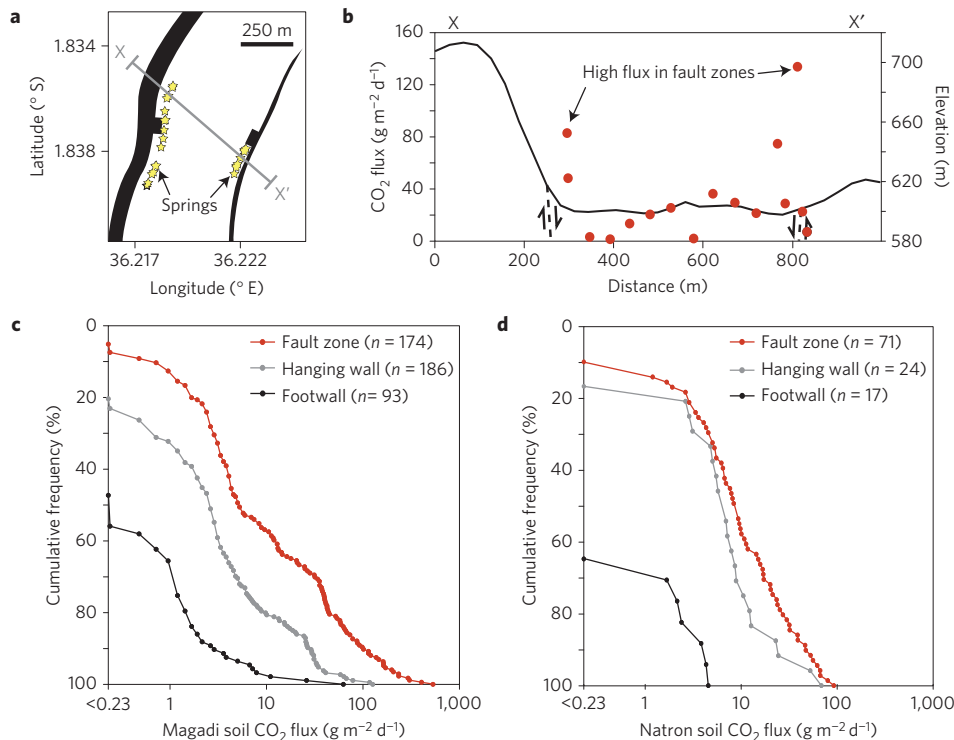 a
250 m
1.834
X
1.838
X'
Springs
36.217
36.222
Latitude (° S)
Longitude (° E)
b
X
X'
160
120
80
40
0
CO2 flux (g m−2 d−1)
High flux in fault zones
700
660
620
580
Elevation (m)
0
200
400
600
800
Distance (m)
c
0
20
40
60
80
100
Cumulative frequency (%)
Fault zone (n = 174)
Hanging wall (n = 186)
Footwall (n= 93)
<0.23
1
10
100
1,000
Magadi soil CO2 flux (g m−2 d−1)
d
0
20
40
60
80
100
Cumulative frequency (%)
Fault zone (n = 71)
Hanging wall (n = 24)
Footwall (n = 17)
<0.23
1
10
100
1,000
Natron soil CO2 flux (g m−2 d−1)